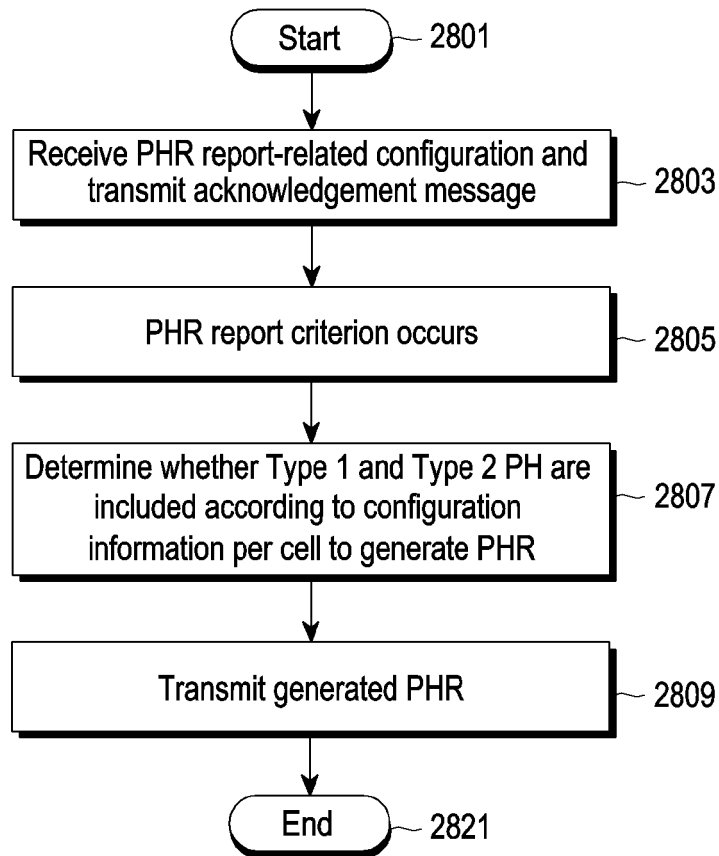 Start
2801
Receive PHR report-related configuration and
transmit acknowledgement message
2803
PHR report criterion occurs
2805
Determine whether Type 1 and Type 2 PH are
included according to configuration
information per cell to generate PHR
2807
Transmit generated PHR
2809
End
2821